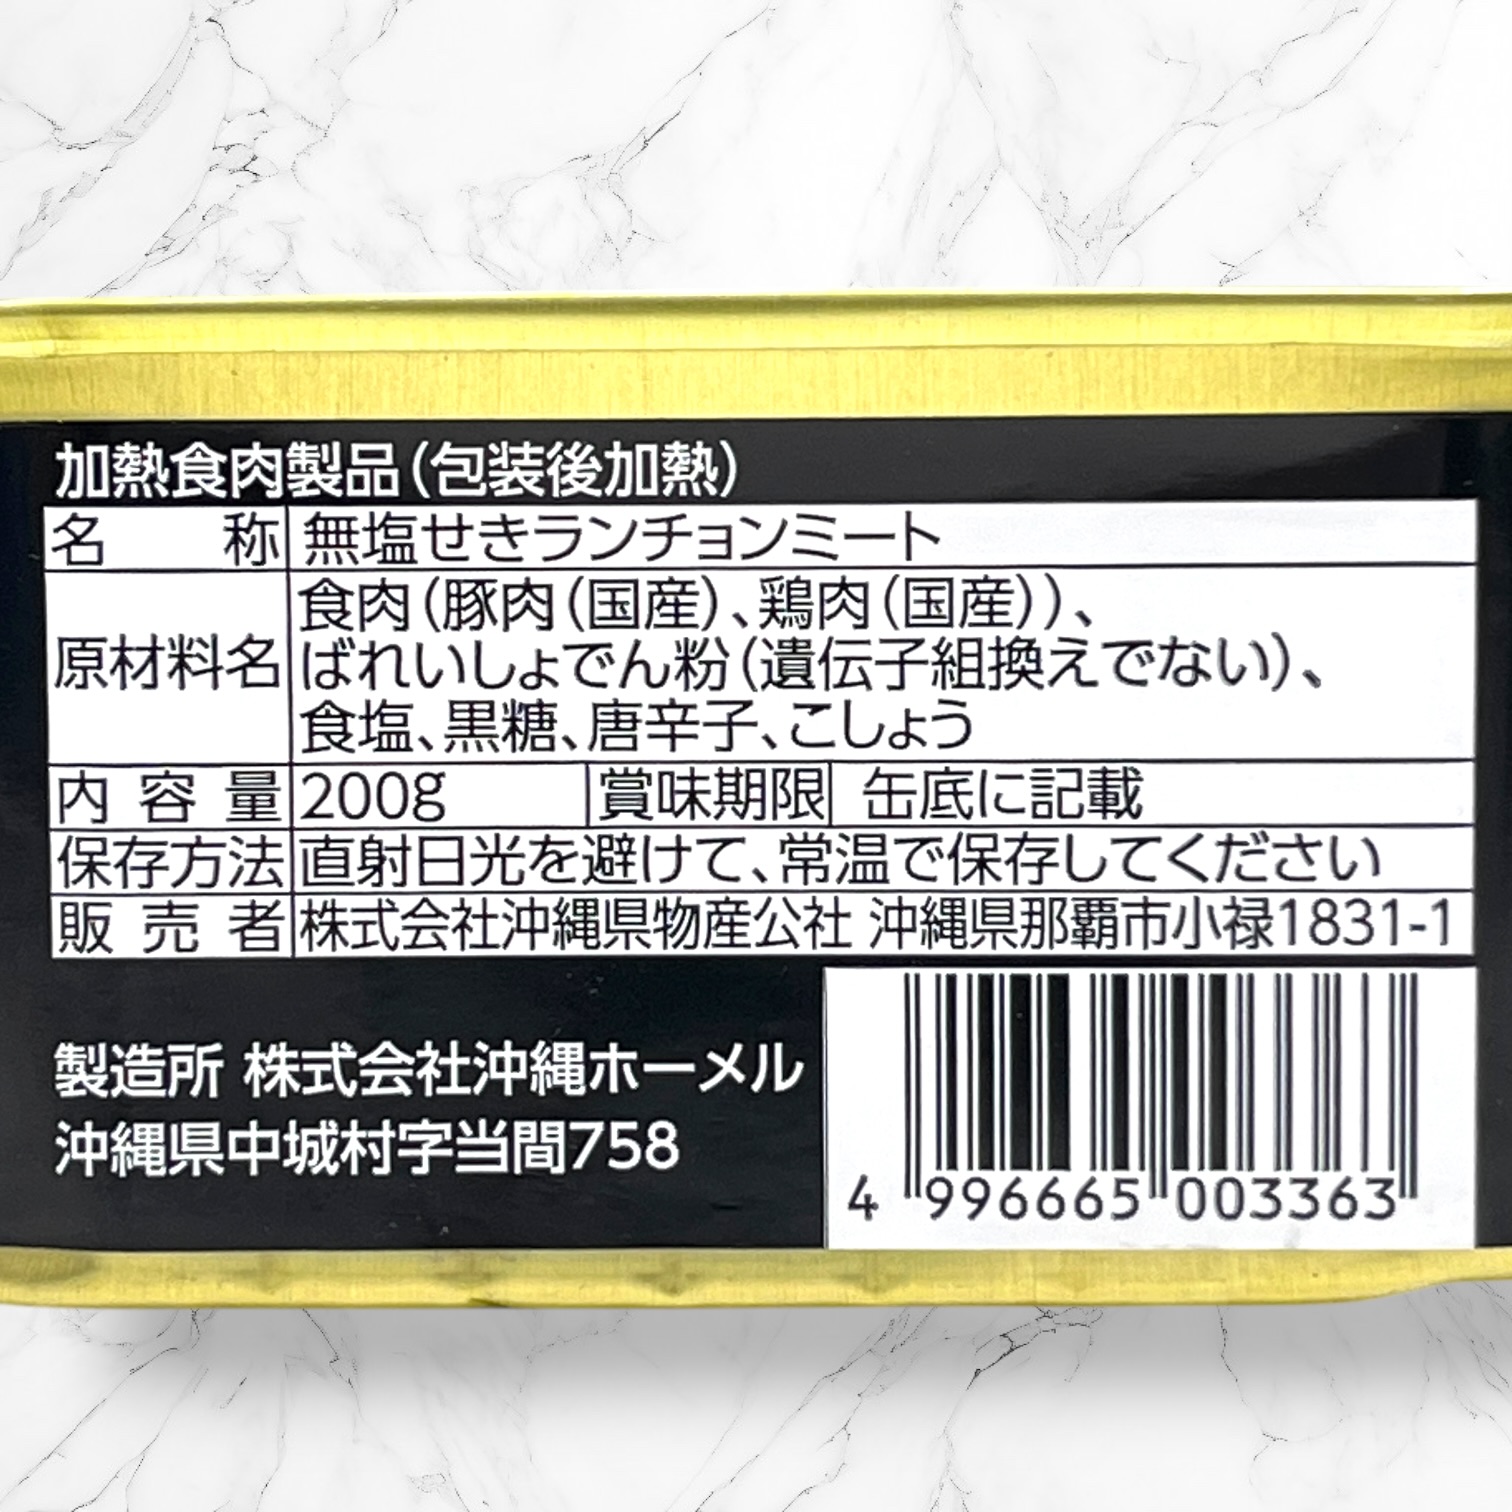 加熱食肉製品(包装後加熱)
名称 無塩せきランチョンミート
原材料名 食肉(豚肉(国産)、鶏肉(国産))、
ばれいしょでん粉(遺伝子組換えでない)、
食塩、黒糖、唐辛子、こしょう
内容量 200g 賞味期限 缶底に記載
保存方法 直射日光を避けて、常温で保存してください
販売者 株式会社沖縄県物産公社 沖縄県那覇市小禄1831-1
製造所 株式会社沖縄ホーメル
沖縄県中城村字当間758
4 996665 003363